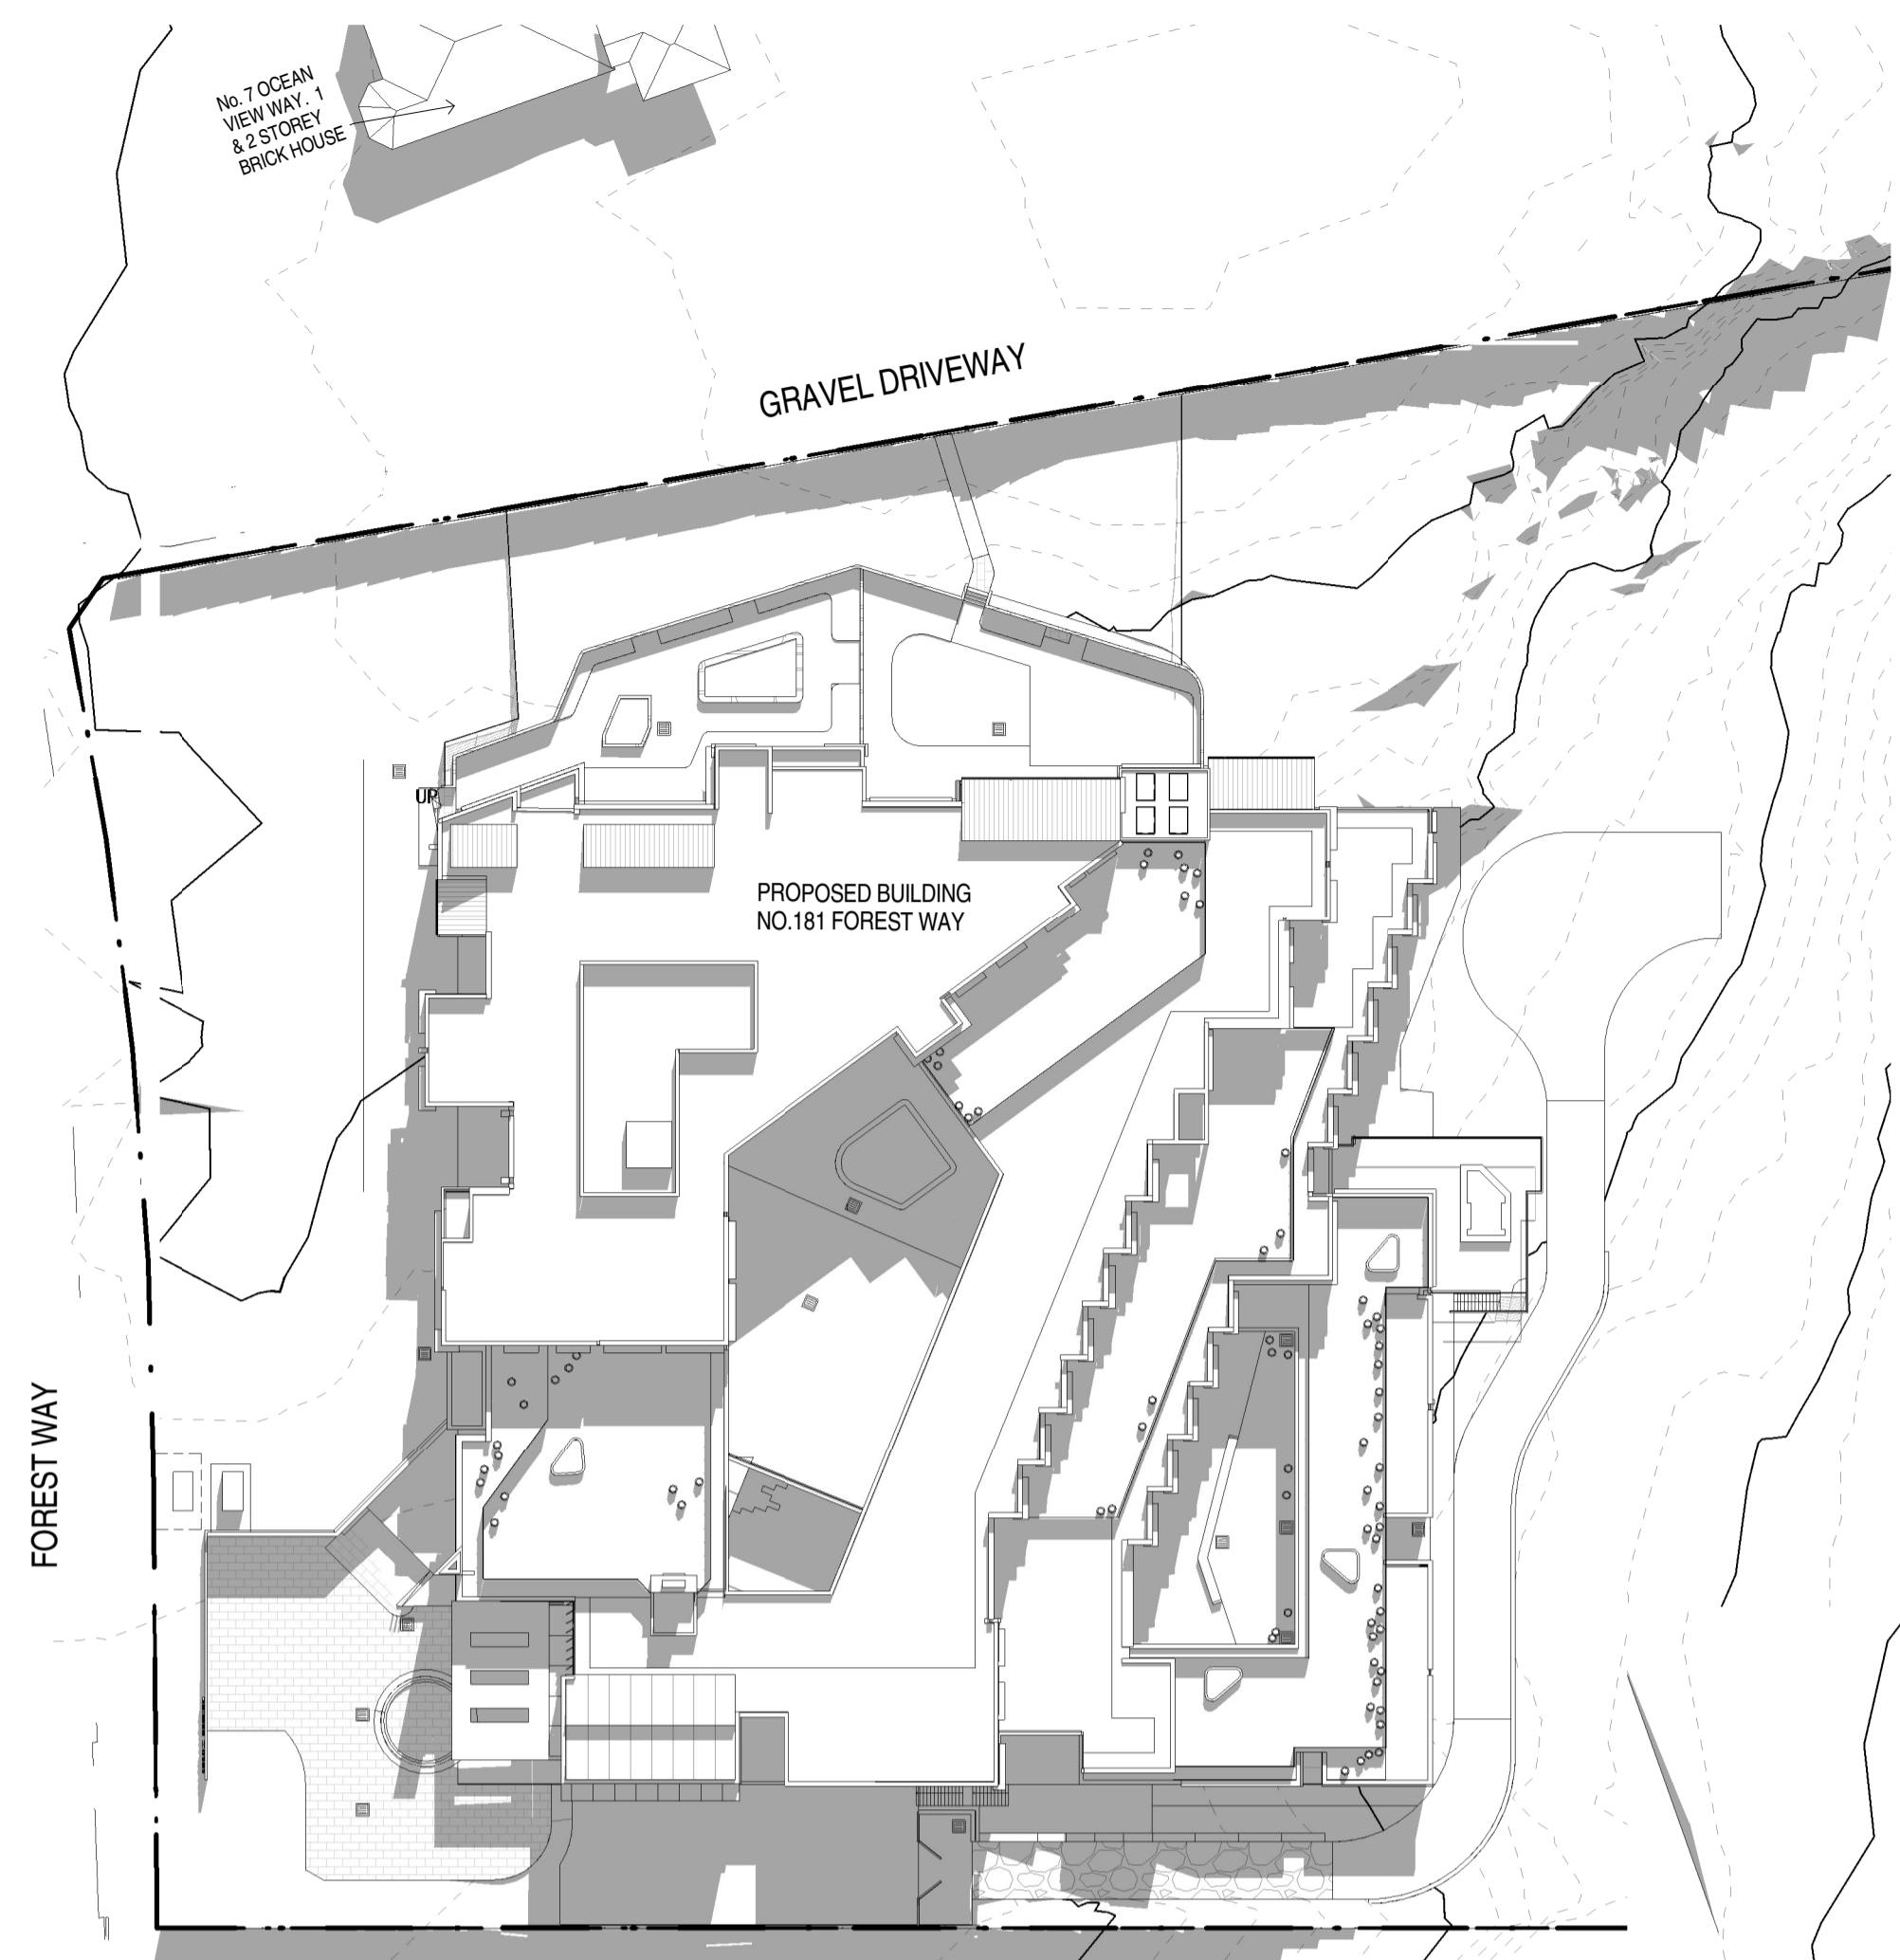 No. 7 OCEAN
VIEW WAY. 1
& 2 STOREY
BRICK HOUSE
GRAVEL DRIVEWAY
UP
PROPOSED BUILDING
NO.181 FOREST WAY
FOREST WAY